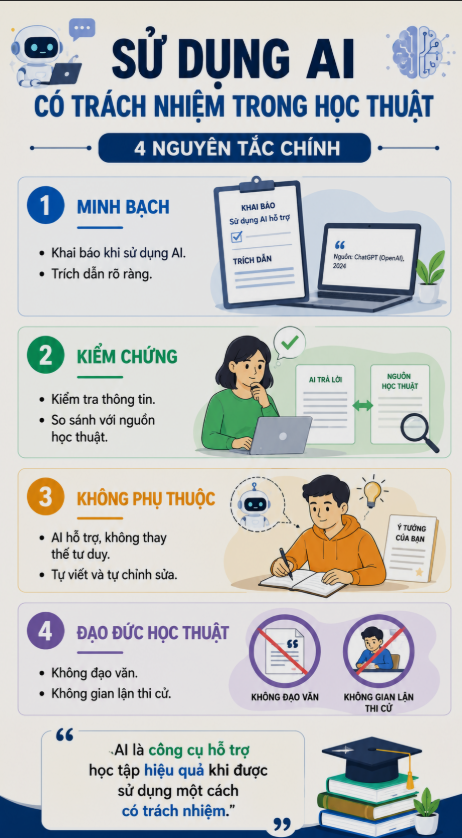 SỬ DỤNG AI
CÓ TRÁCH NHIỆM TRONG HỌC THUẬT
4 NGUYÊN TẮC CHÍNH
1 MINH BẠCH
• Khai báo khi sử dụng AI.
• Trích dẫn rõ ràng.
KHAI BÁO
Sử dụng AI hỗ trợ
TRÍCH DẪN
“
Nguồn: ChatGPT (OpenAI),
2024
2 KIỂM CHỨNG
• Kiểm tra thông tin.
• So sánh với nguồn
học thuật.
AI TRẢ LỜI
NGUỒN
HỌC THUẬT
3 KHÔNG PHỤ THUỘC
• AI hỗ trợ, không thay
thế tư duy.
• Tự viết và tự chỉnh sửa.
Ý TƯỞNG
CỦA BẠN
4 ĐẠO ĐỨC HỌC THUẬT
• Không đạo văn.
• Không gian lận thi cử.
KHÔNG ĐẠO VĂN
KHÔNG GIAN LẬN
THI CỬ
“
AI là công cụ hỗ trợ
học tập hiệu quả khi được
sử dụng một cách
có trách nhiệm.”
”